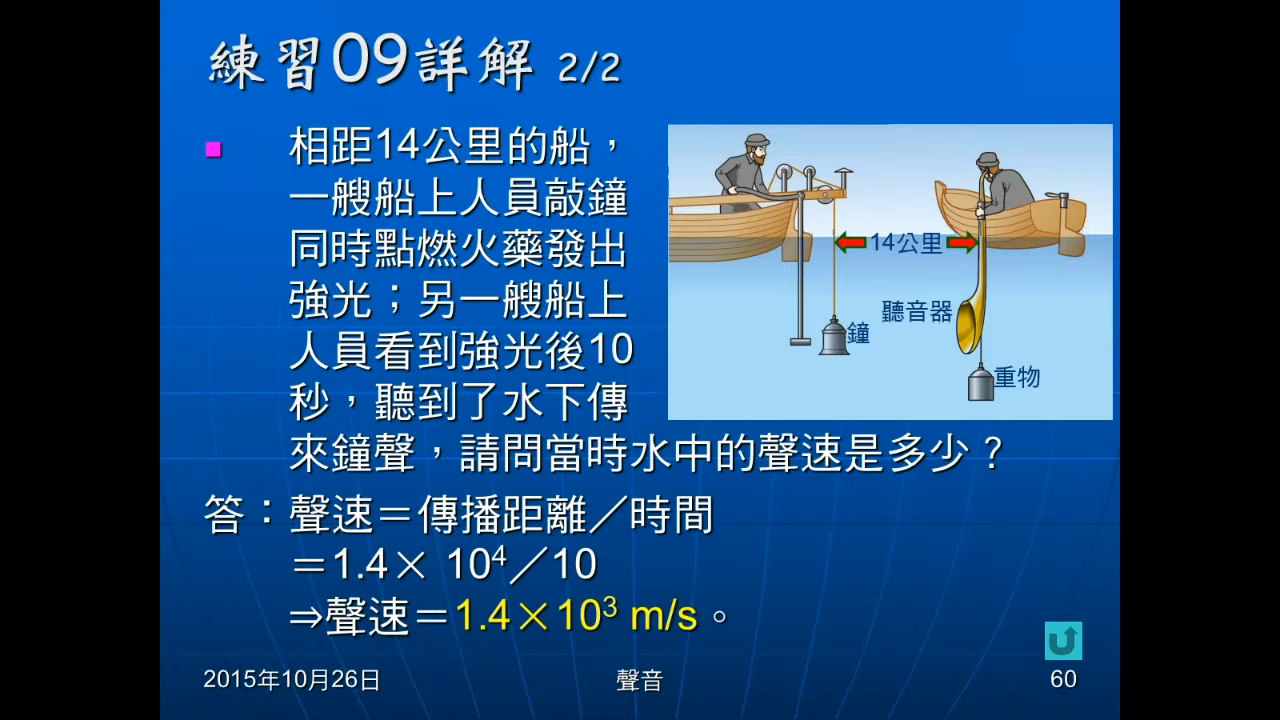 練習09詳解 2/2
相距14公里的船，
一艘船上人員敲鐘
同時點燃火藥發出
強光；另一艘船上
人員看到強光後10
秒，聽到了水下傳
來鐘聲，請問當時水中的聲速是多少？
14公里
聽音器
鐘
重物
答：聲速＝傳播距離／時間
＝1.4× 10⁴／10
⇒聲速＝1.4×10³ m/s。
2015年10月26日
聲音
60